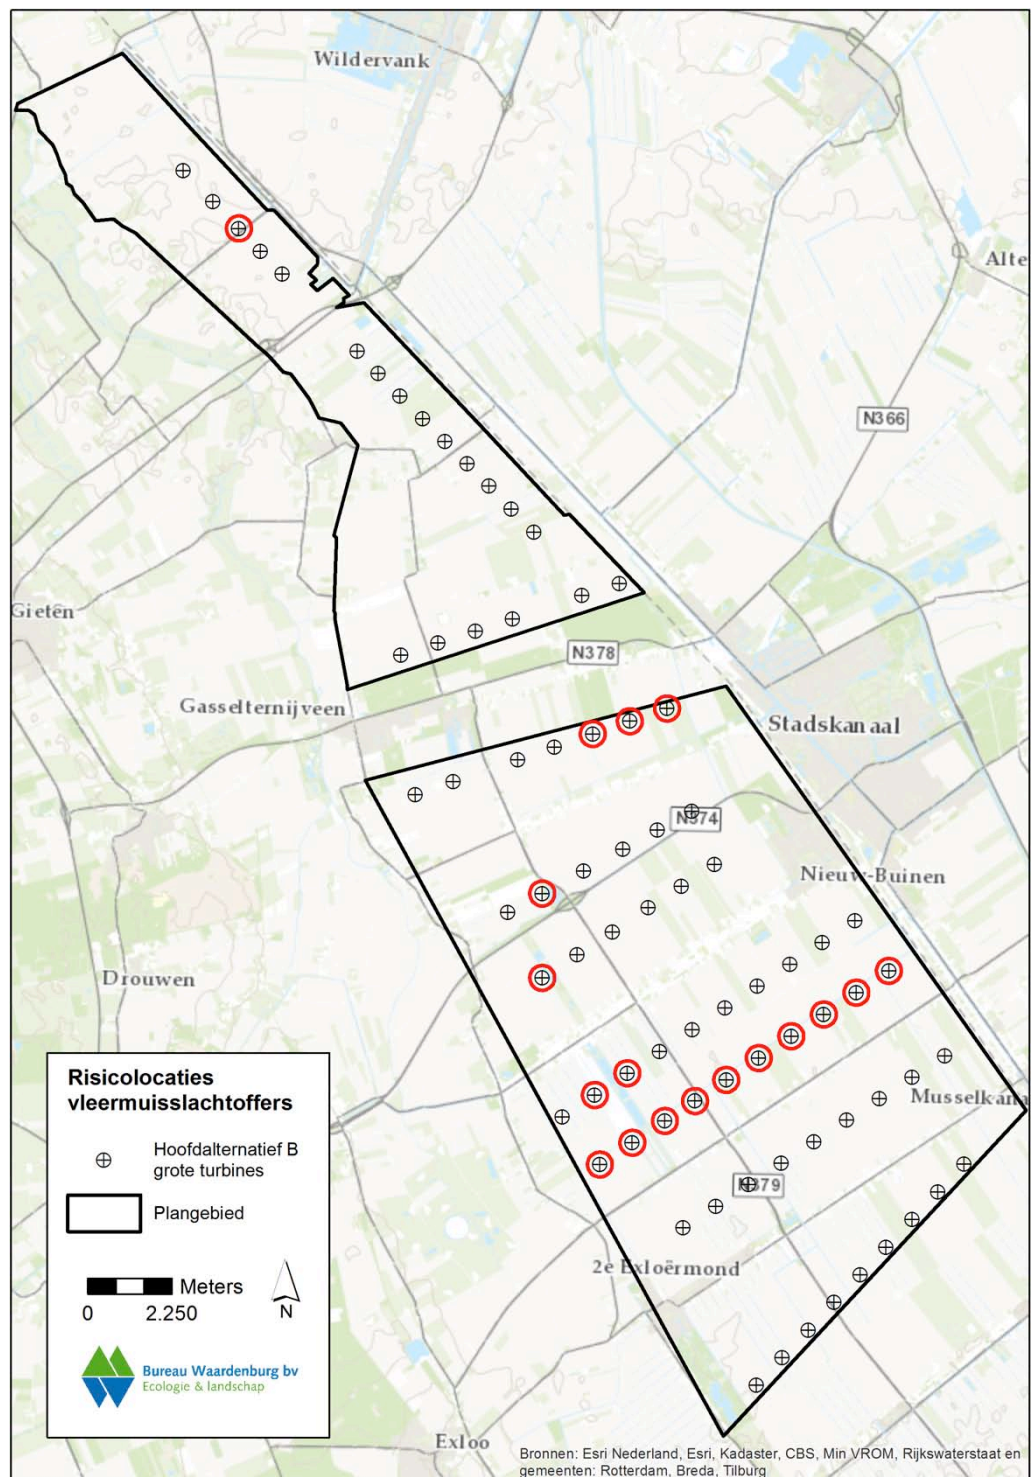 Wildervank
Alte
N366
Gieten
N378
Gasselternijveen
Stadskanaal
N374
Nieuw-Buinen
Drouwen
Musselkana
N379
2e Exloërmond
Exloo
Risicolocaties
vleermuisslachtoffers
Hoofdalternatief B
grote turbines
Plangebied
Meters
0 2.250
N
Bureau Waardenburg bv
Ecologie & landschap
Bronnen: Esri Nederland, Esri, Kadaster, CBS, Min VROM, Rijkswaterstaat en
gemeenten: Rotterdam, Breda, Tilburg